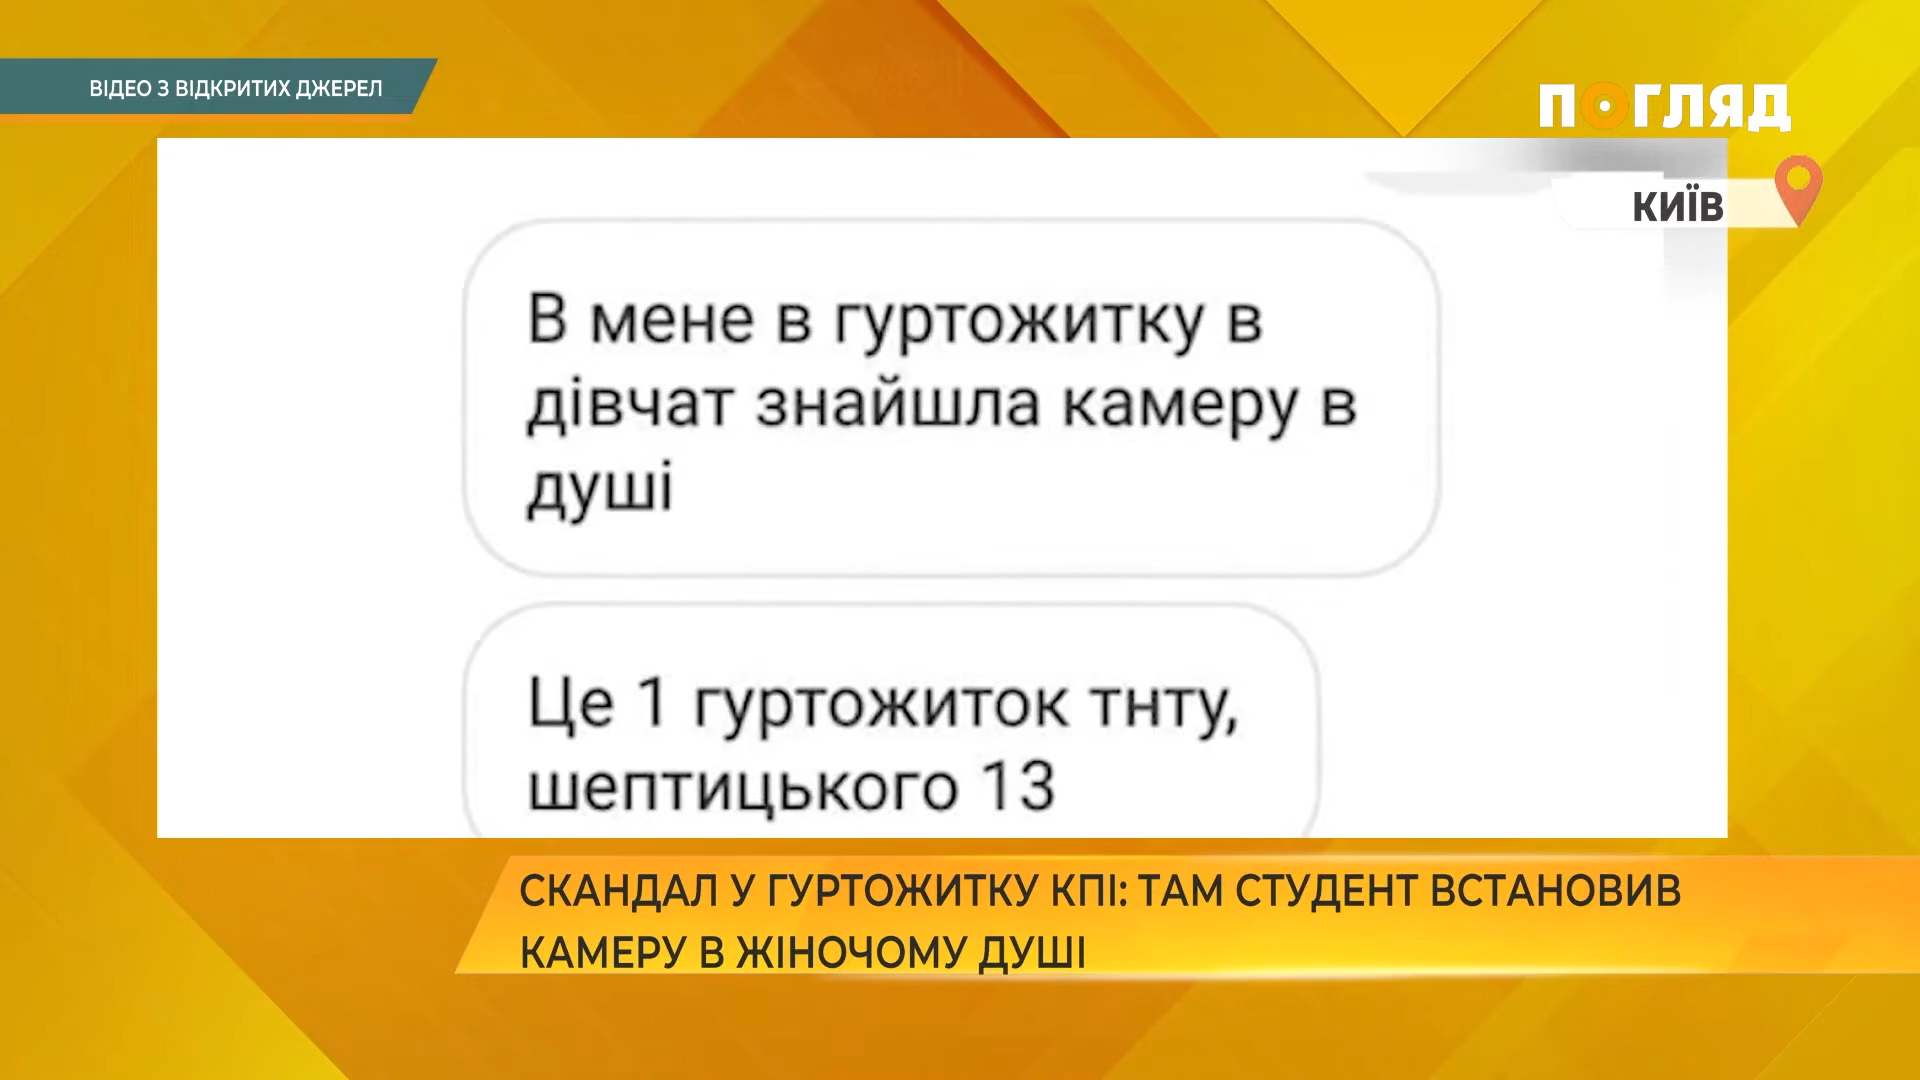 ВІДЕО З ВІДКРИТИХ ДЖЕРЕЛ
ПОГЛЯД
КИЇВ
В мене в гуртожитку в
дівчат знайшла камеру в
душі
Це 1 гуртожиток тнту,
шептицького 13
СКАНДАЛ У ГУРТОЖИТКУ КПІ: ТАМ СТУДЕНТ ВСТАНОВИВ
КАМЕРУ В ЖІНОЧОМУ ДУШІ